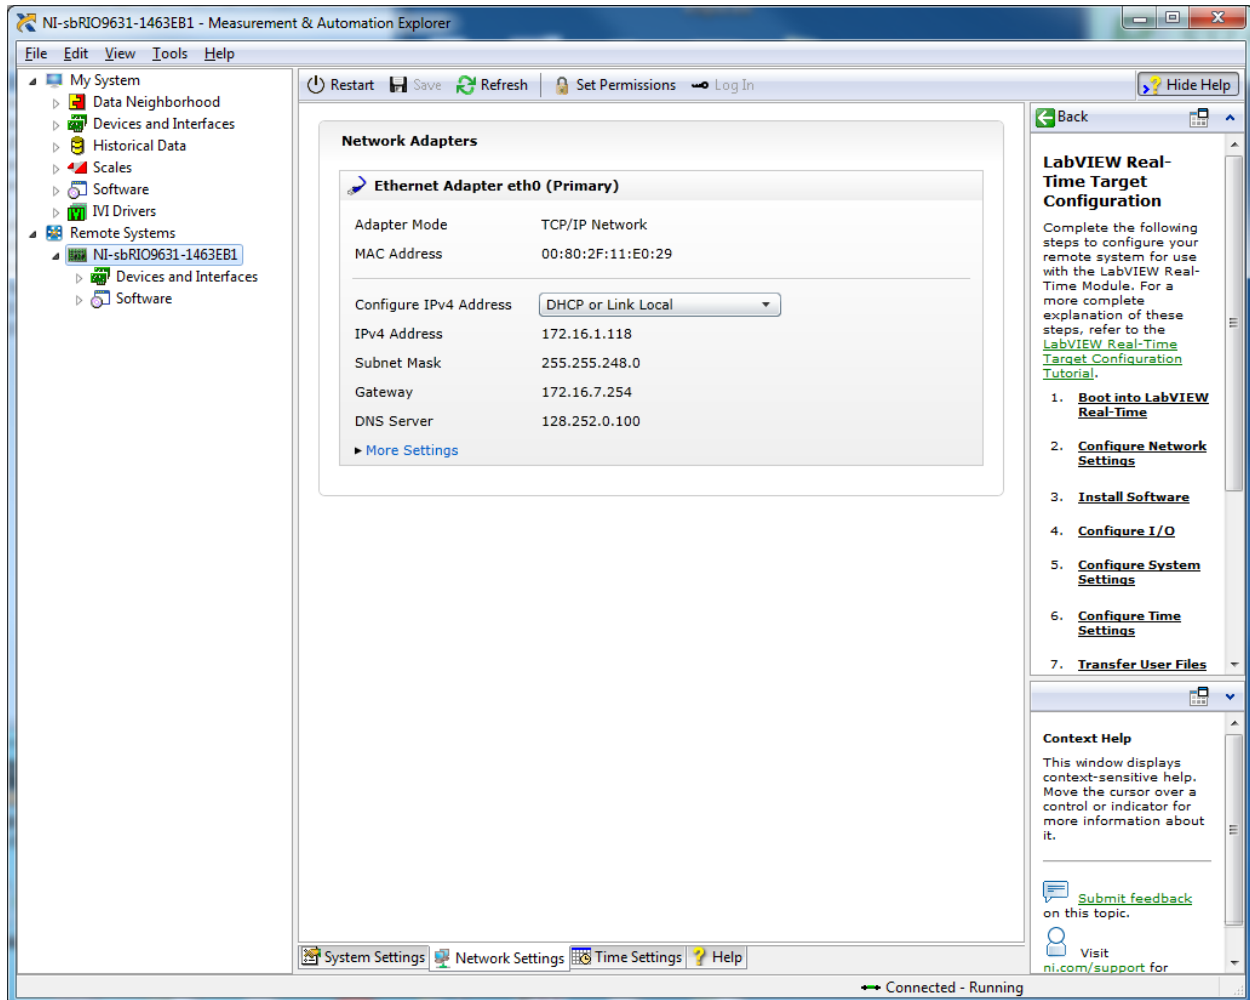 NI-sbRIO9631-1463EB1 - Measurement & Automation Explorer
File Edit View Tools Help
My System
Data Neighborhood
Devices and Interfaces
Historical Data
Scales
Software
IVI Drivers
Remote Systems
NI-sbRIO9631-1463EB1
Devices and Interfaces
Software
Restart Save Refresh Set Permissions Log In
Hide Help
Network Adapters
Ethernet Adapter eth0 (Primary)
Adapter Mode TCP/IP Network
MAC Address 00:80:2F:11:E0:29
Configure IPv4 Address DHCP or Link Local
IPv4 Address 172.16.1.118
Subnet Mask 255.255.248.0
Gateway 172.16.7.254
DNS Server 128.252.0.100
More Settings
System Settings Network Settings Time Settings Help
Back
LabVIEW Real-
Time Target
Configuration
Complete the following
steps to configure your
remote system for use
with the LabVIEW Real-
Time Module. For a
more complete
explanation of these
steps, refer to the
LabVIEW Real-Time
Target Configuration
Tutorial.
1. Boot into LabVIEW
Real-Time
2. Configure Network
Settings
3. Install Software
4. Configure I/O
5. Configure System
Settings
6. Configure Time
Settings
7. Transfer User Files
Context Help
This window displays
context-sensitive help.
Move the cursor over a
control or indicator for
more information about
it.
Submit feedback
on this topic.
Visit
ni.com/support for
Connected - Running